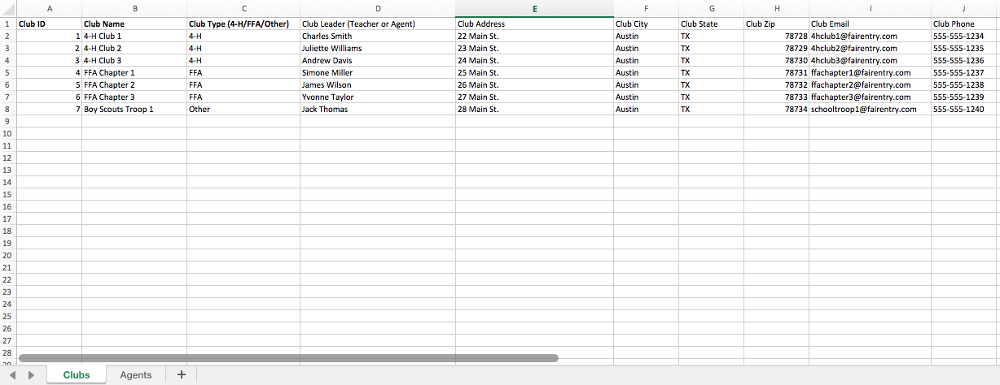 A B C D E F G H I J
1 Club ID Club Name Club Type (4-H/FFA/Other) Club Leader (Teacher or Agent) Club Address Club City Club State Club Zip Club Email Club Phone
2 1 4-H Club 1 4-H Charles Smith 22 Main St. Austin TX 78728 4hclub1@fairentry.com 555-555-1234
3 2 4-H Club 2 4-H Juliette Williams 23 Main St. Austin TX 78729 4hclub2@fairentry.com 555-555-1235
4 3 4-H Club 3 4-H Andrew Davis 24 Main St. Austin TX 78730 4hclub3@fairentry.com 555-555-1236
5 4 FFA Chapter 1 FFA Simone Miller 25 Main St. Austin TX 78731 ffachapter1@fairentry.com 555-555-1237
6 5 FFA Chapter 2 FFA James Wilson 26 Main St. Austin TX 78732 ffachapter2@fairentry.com 555-555-1238
7 6 FFA Chapter 3 FFA Yvonne Taylor 27 Main St. Austin TX 78733 ffachapter3@fairentry.com 555-555-1239
8 7 Boy Scouts Troop 1 Other Jack Thomas 28 Main St. Austin TX 78734 schooltroop1@fairentry.com 555-555-1240
9
10
11
12
13
14
15
16
17
18
19
20
21
22
23
24
25
26
27
28
29
Clubs Agents +